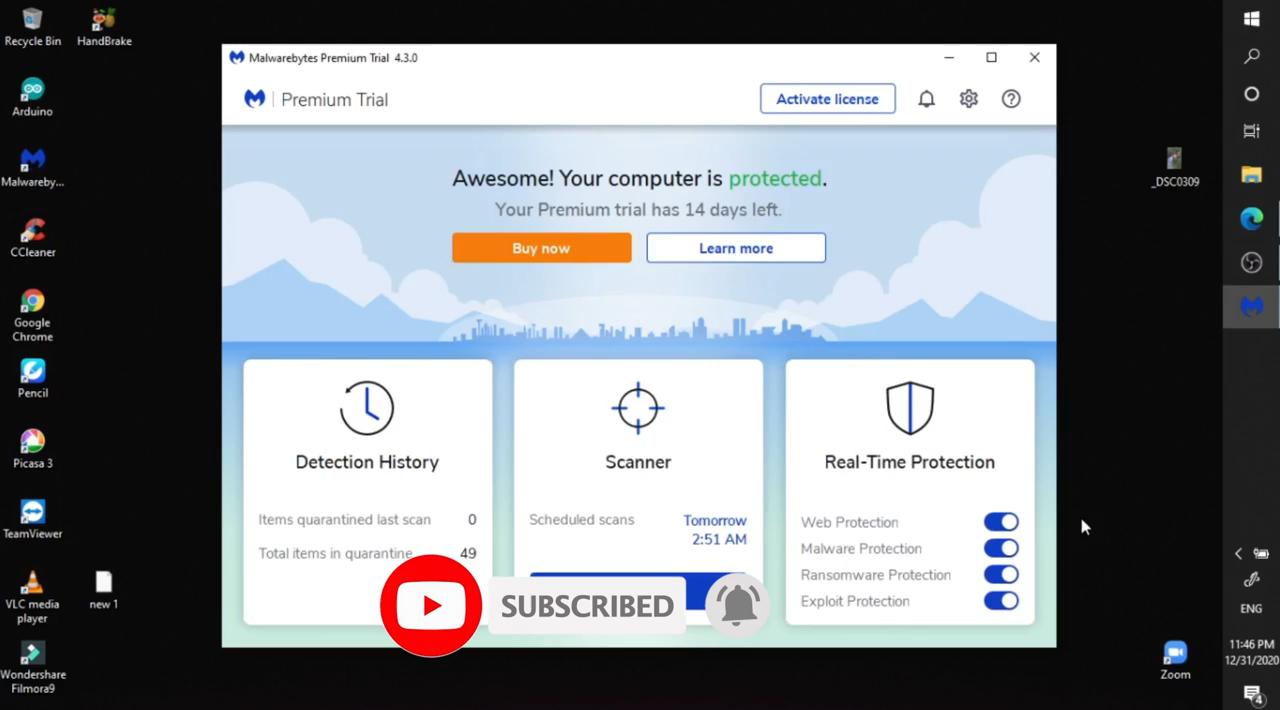 Recycle Bin
HandBrake
Arduino
Malwareby...
CCleaner
Google
Chrome
Pencil
Picasa 3
TeamViewer
VLC media
player
new 1
Wondershare
Filmora9
Malwarebytes Premium Trial 4.3.0
Premium Trial
Activate license
Awesome! Your computer is protected.
Your Premium trial has 14 days left.
Buy now
Learn more
Detection History
Items quarantined last scan 0
Total items in quarantine 49
Scanner
Scheduled scans Tomorrow
2:51 AM
Real-Time Protection
Web Protection
Malware Protection
Ransomware Protection
Exploit Protection
SUBSCRIBED
_DSC0309
Zoom
ENG
11:46 PM
12/31/2020
4